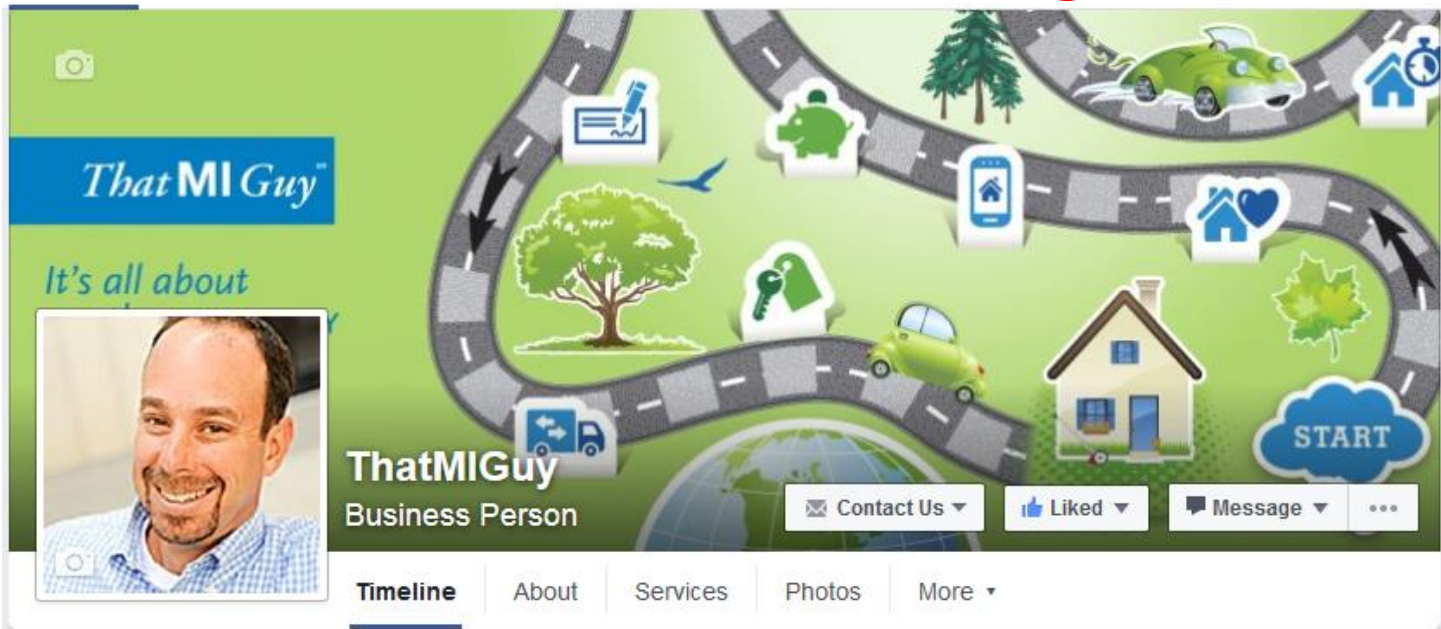 That MI Guy
It's all about
ThatMIGuy
Business Person
START
Contact Us
Liked
Message
Timeline
About
Services
Photos
More